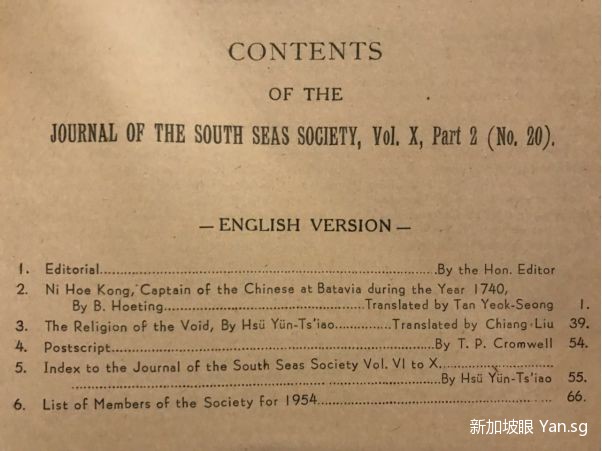 CONTENTS
OF THE
JOURNAL OF THE SOUTH SEAS SOCIETY, Vol. X, Part 2 (No. 20).
— ENGLISH VERSION —
1. Editorial..........By the Hon. Editor
2. Ni Hoe Kong, Captain of the Chinese at Batavia during the Year 1740,
By B. Hoeting..........Translated by Tan Yeok-Seong 1.
3. The Religion of the Void, By Hsü Yün-Ts'iao..........Translated by Chiang Liu 39.
4. Postscript..........By T. P. Cromwell 54.
5. Index to the Journal of the South Seas Society Vol. VI to X..........
..........By Hsü Yün-Ts'iao 55.
6. List of Members of the Society for 1954.......... 66.
新加坡眼 Yan.sg